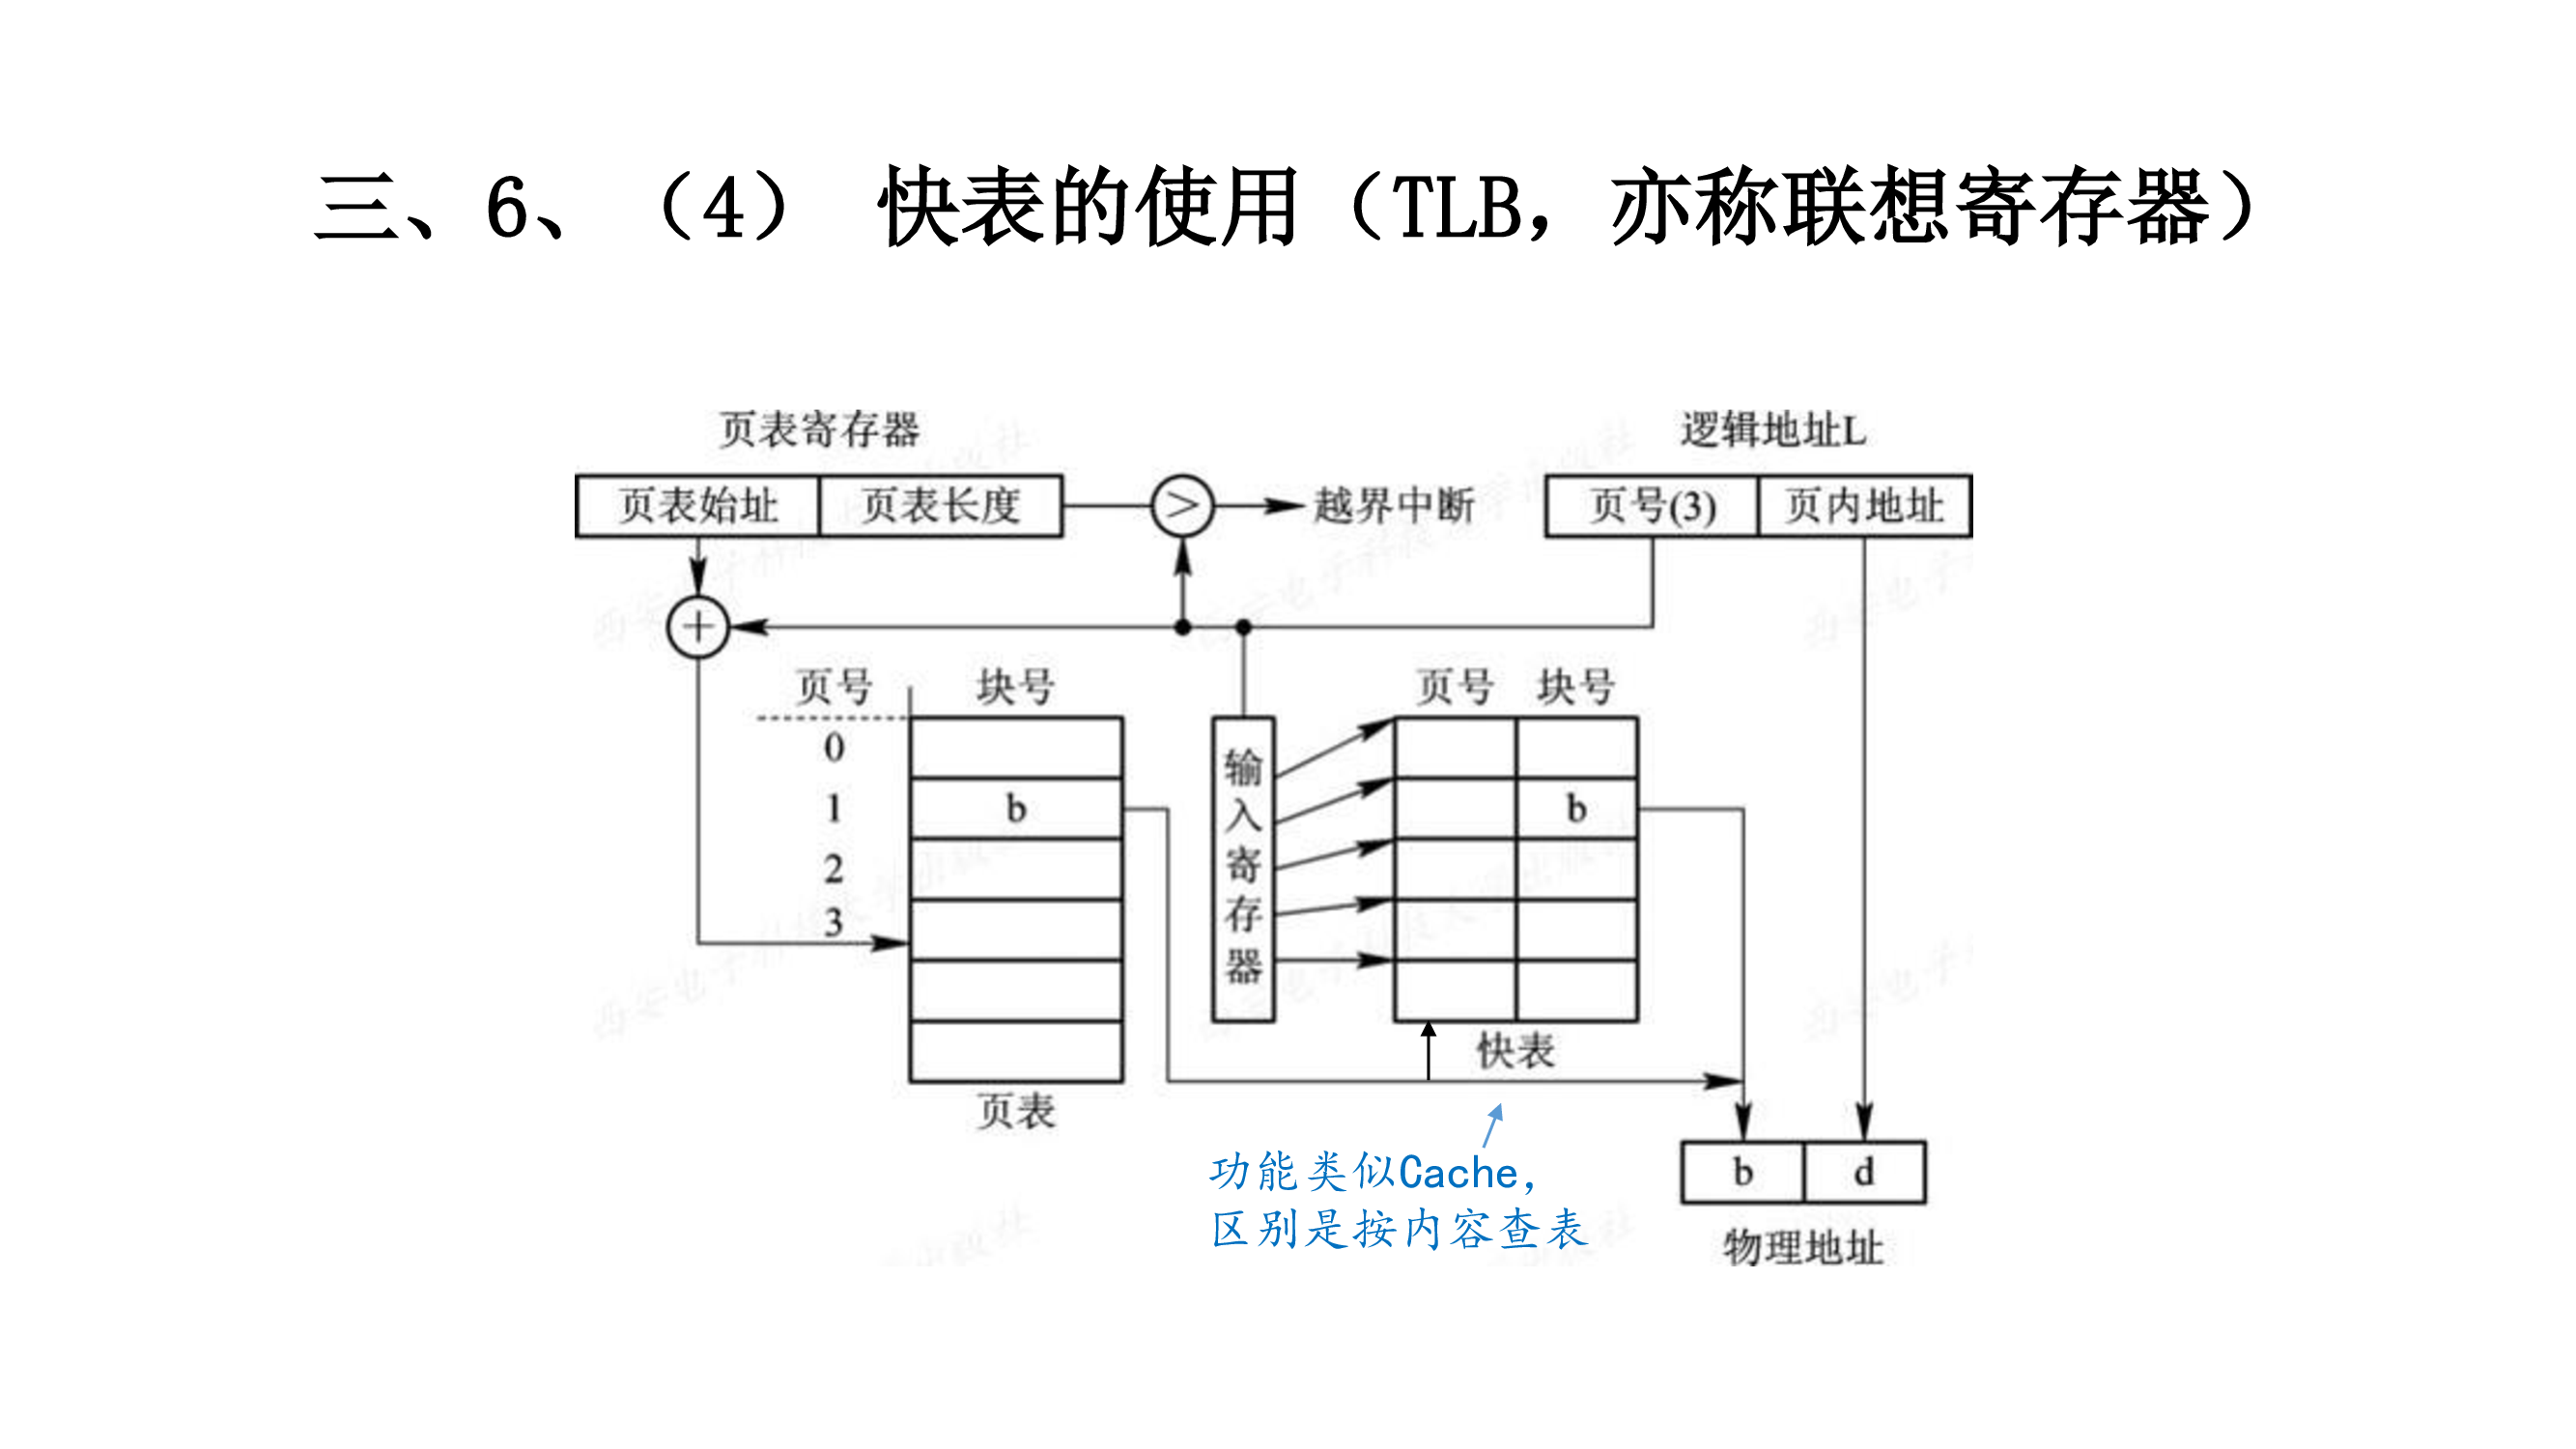 三、6、（4） 快表的使用（TLB，亦称联想寄存器）
页表寄存器
逻辑地址L
页表始址 页表长度
>
越界中断
页号(3) 页内地址
+
页号 块号
页号 块号
0
1 b
2
3
页表
输入寄存器
b
快表
功能类似Cache，
区别是按内容查表
b d
物理地址